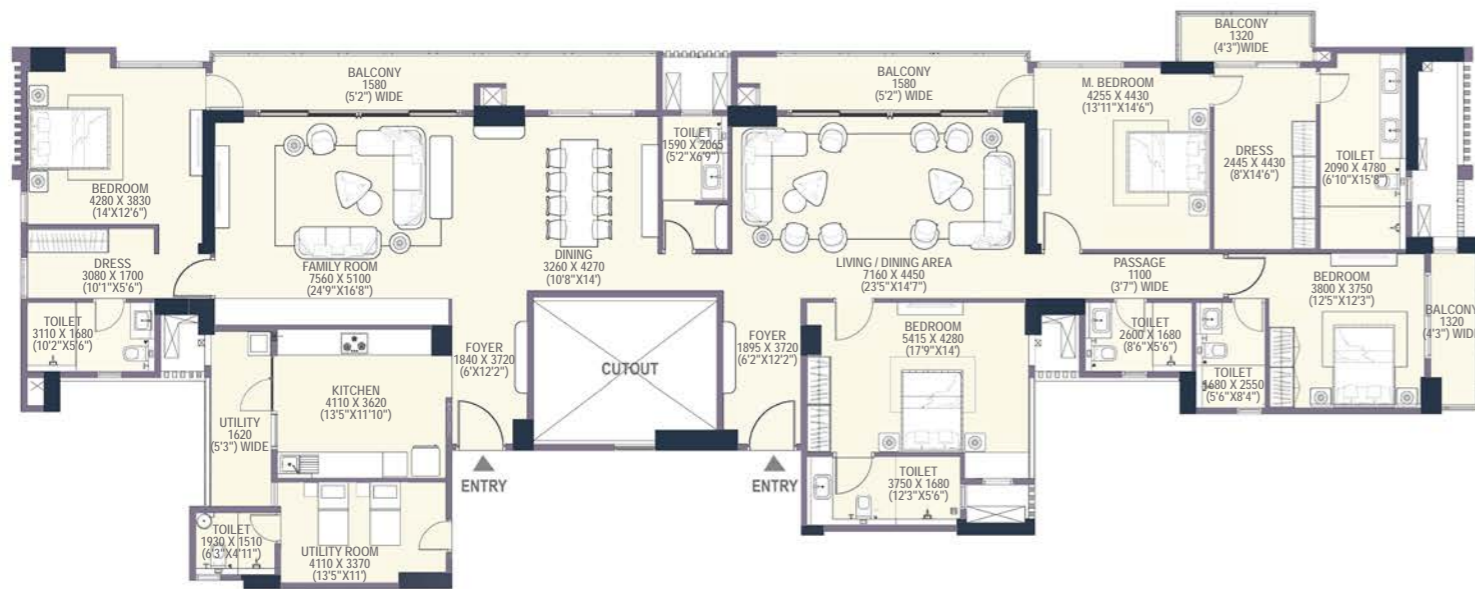 BALCONY
1320
(4'3")WIDE
BALCONY
1580
(5'2") WIDE
BALCONY
1580
(5'2") WIDE
M. BEDROOM
4255 X 4430
(13'11"X14'6")
TOILET
1590 X 2065
(5'2"X6'9")
DRESS
2445 X 4430
(8'X14'6")
TOILET
2090 X 4780
(6'10"X15'8")
BEDROOM
4280 X 3830
(14'X12'6")
DRESS
3080 X 1700
(10'1"X5'6")
FAMILY ROOM
7560 X 5100
(24'9"X16'8")
DINING
3260 X 4270
(10'8"X14')
LIVING / DINING AREA
7160 X 4450
(23'5"X14'7")
PASSAGE
1100
(3'7") WIDE
BEDROOM
3800 X 3750
(12'5"X12'3")
BALCONY
1320
(4'3") WIDE
TOILET
3110 X 1680
(10'2"X5'6")
FOYER
1840 X 3720
(6'X12'2")
CUTOUT
FOYER
1895 X 3720
(6'2"X12'2")
BEDROOM
5415 X 4280
(17'9"X14')
TOILET
2600 X 1680
(8'6"X5'6")
TOILET
1680 X 2550
(5'6"X8'4")
KITCHEN
4110 X 3620
(13'5"X11'10")
UTILITY
1620
(5'3") WIDE
ENTRY
ENTRY
TOILET
3750 X 1680
(12'3"X5'6")
TOILET
1930 X 1510
(6'3"X4'11")
UTILITY ROOM
4110 X 3370
(13'5"X11')